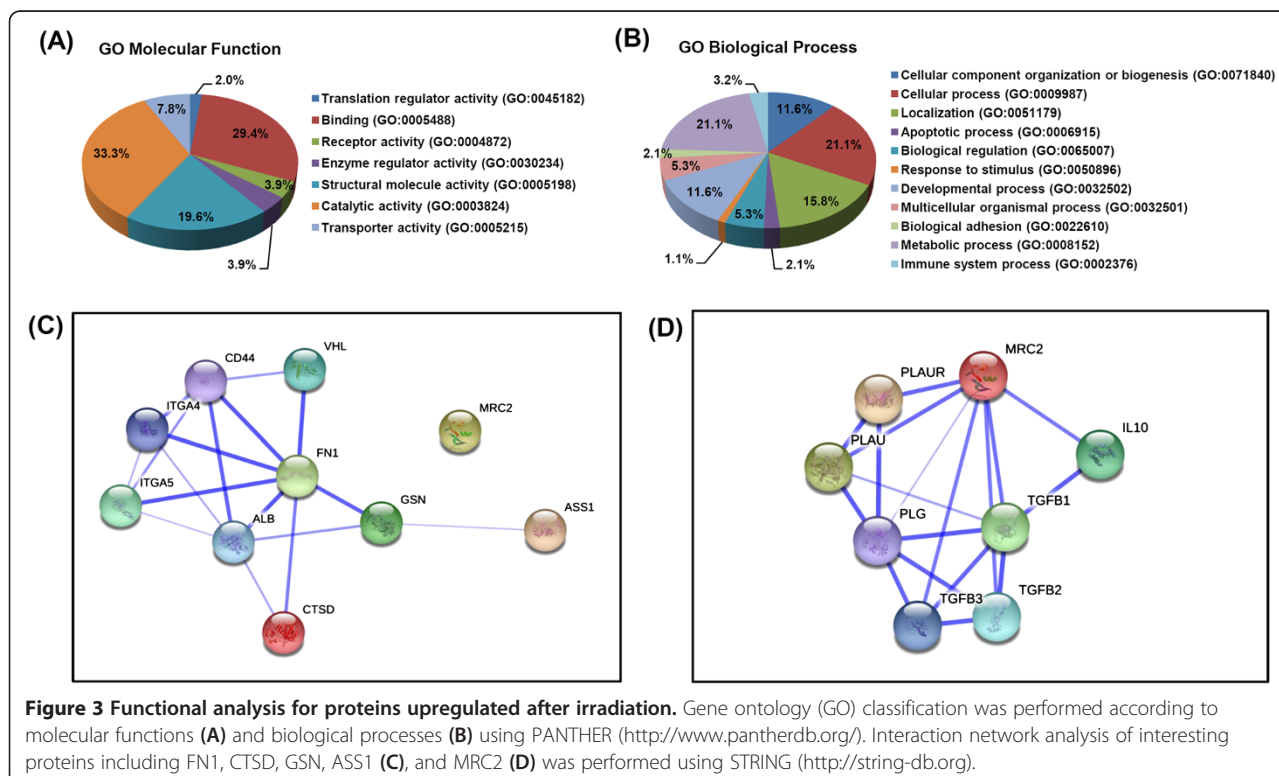 (A)
GO Molecular Function
2.0%
7.8%
29.4%
33.3%
3.9%
19.6%
3.9%
Translation regulator activity (GO:0045182)
Binding (GO:0005488)
Receptor activity (GO:0004872)
Enzyme regulator activity (GO:0030234)
Structural molecule activity (GO:0005198)
Catalytic activity (GO:0003824)
Transporter activity (GO:0005215)
(B)
GO Biological Process
3.2%
11.6%
21.1%
21.1%
2.1%
5.3%
11.6%
15.8%
5.3%
1.1%
2.1%
Cellular component organization or biogenesis (GO:0071840)
Cellular process (GO:0009987)
Localization (GO:0051179)
Apoptotic process (GO:0006915)
Biological regulation (GO:0065007)
Response to stimulus (GO:0050896)
Developmental process (GO:0032502)
Multicellular organismal process (GO:0032501)
Biological adhesion (GO:0022610)
Metabolic process (GO:0008152)
Immune system process (GO:0002376)
(C)
VHL
CD44
ITGA4
MRC2
FN1
ITGA5
GSN
ASS1
ALB
CTSD
(D)
MRC2
PLAUR
IL10
PLAU
TGFB1
PLG
TGFB3
TGFB2
Figure 3 Functional analysis for proteins upregulated after irradiation. Gene ontology (GO) classification was performed according to
molecular functions (A) and biological processes (B) using PANTHER (http://www.pantherdb.org/). Interaction network analysis of interesting
proteins including FN1, CTSD, GSN, ASS1 (C), and MRC2 (D) was performed using STRING (http://string-db.org).